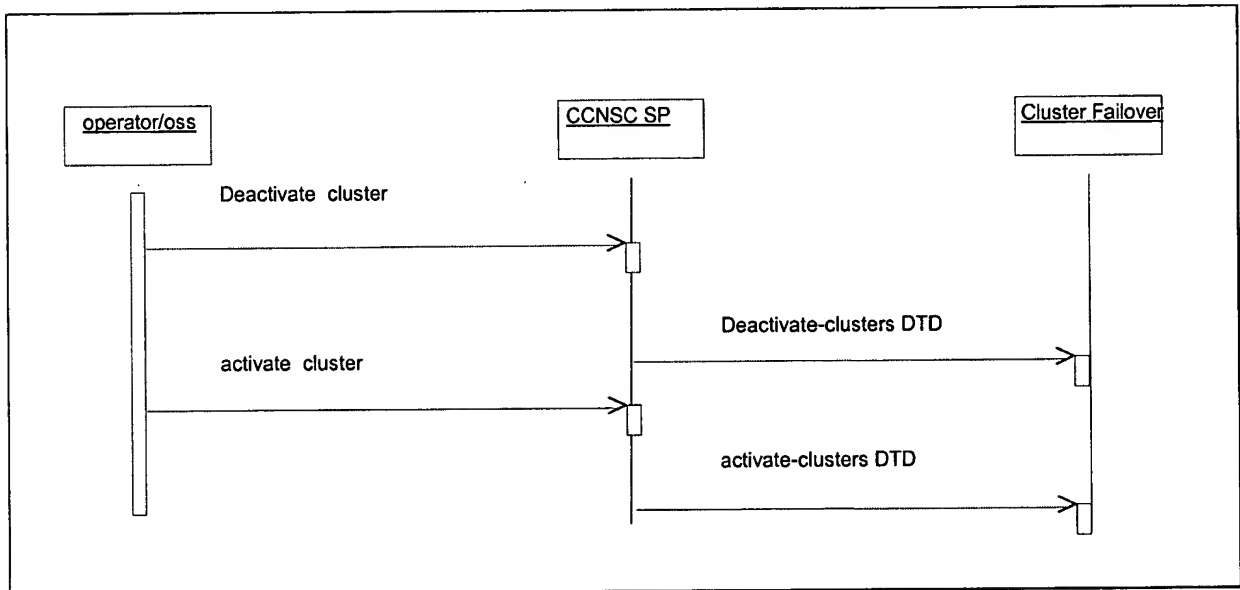 operator/oss
CCNSC SP
Cluster Failover
Deactivate cluster
Deactivate-clusters DTD
activate cluster
activate-clusters DTD